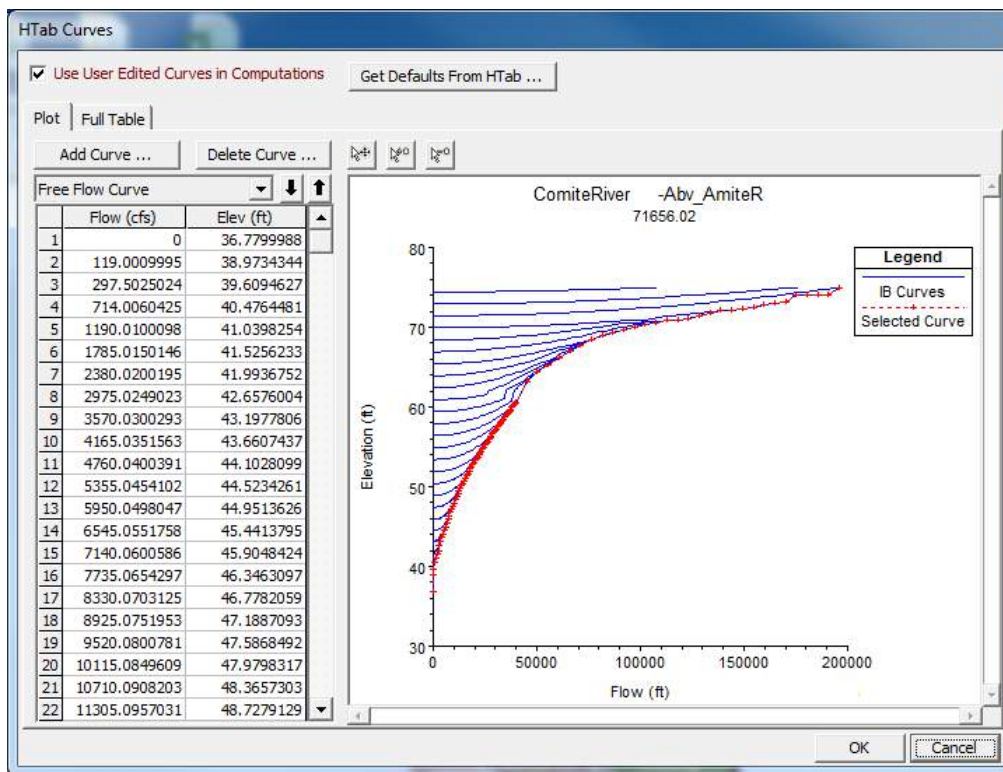 HTab Curves
Use User Edited Curves in Computations
Get Defaults From HTab ...
Plot
Full Table
Add Curve ...
Delete Curve ...
Free Flow Curve
Flow (cfs) Elev (ft)
1 0 36.7799988
2 119.0009995 38.9734344
3 297.5025024 39.6094627
4 714.0060425 40.4764481
5 1190.0100098 41.0398254
6 1785.0150146 41.5256233
7 2380.0200195 41.9936752
8 2975.0249023 42.6576004
9 3570.0300293 43.1977806
10 4165.0351563 43.6607437
11 4760.0400391 44.1028099
12 5355.0454102 44.5234261
13 5950.0498047 44.9513626
14 6545.0551758 45.4413795
15 7140.0600586 45.9048424
16 7735.0654297 46.3463097
17 8330.0703125 46.7782059
18 8925.0751953 47.1887093
19 9520.0800781 47.5868492
20 10115.0849609 47.9798317
21 10710.0908203 48.3657303
22 11305.0957031 48.7279129
ComiteRiver -Abv_AmiteR
71656.02
80
70
60
50
40
30
Elevation (ft)
0 50000 100000 150000 200000
Flow (ft)
Legend
IB Curves
Selected Curve
OK
Cancel